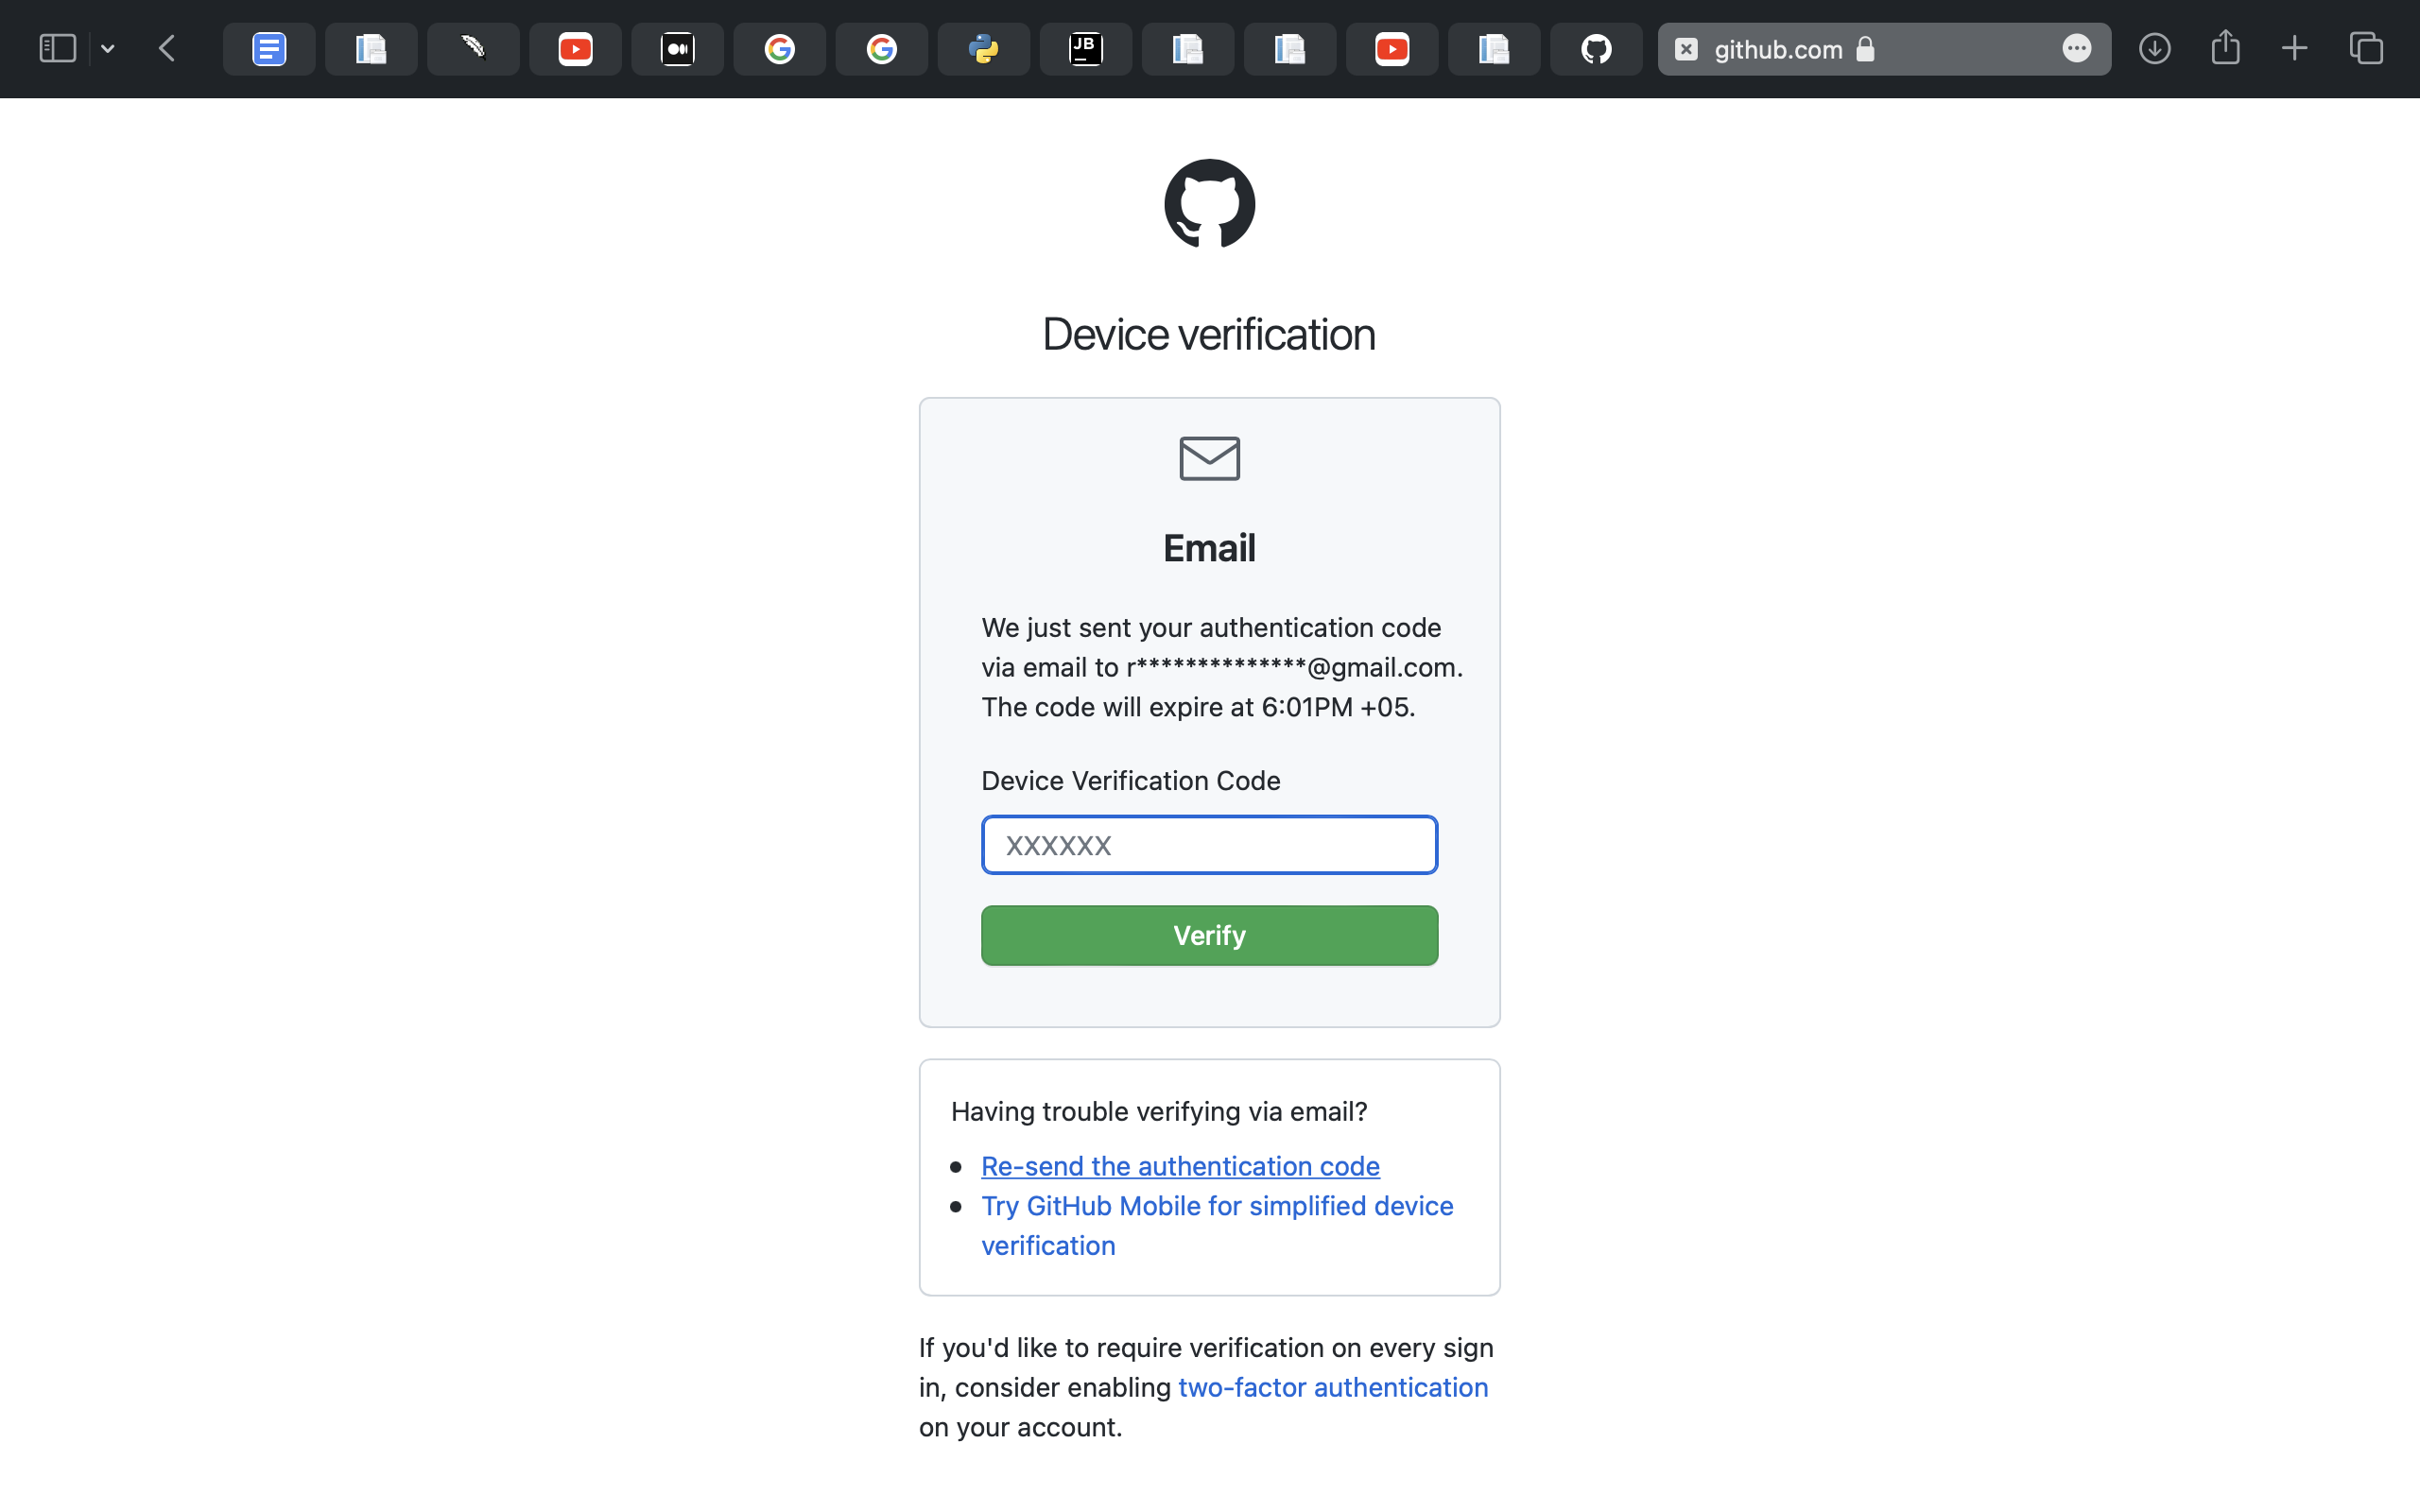 JB
github.com
Device verification
Email
We just sent your authentication code
via email to r**************@gmail.com.
The code will expire at 6:01PM +05.
Device Verification Code
XXXXXX
Verify
Having trouble verifying via email?
Re-send the authentication code
Try GitHub Mobile for simplified device
verification
If you'd like to require verification on every sign
in, consider enabling two-factor authentication
on your account.